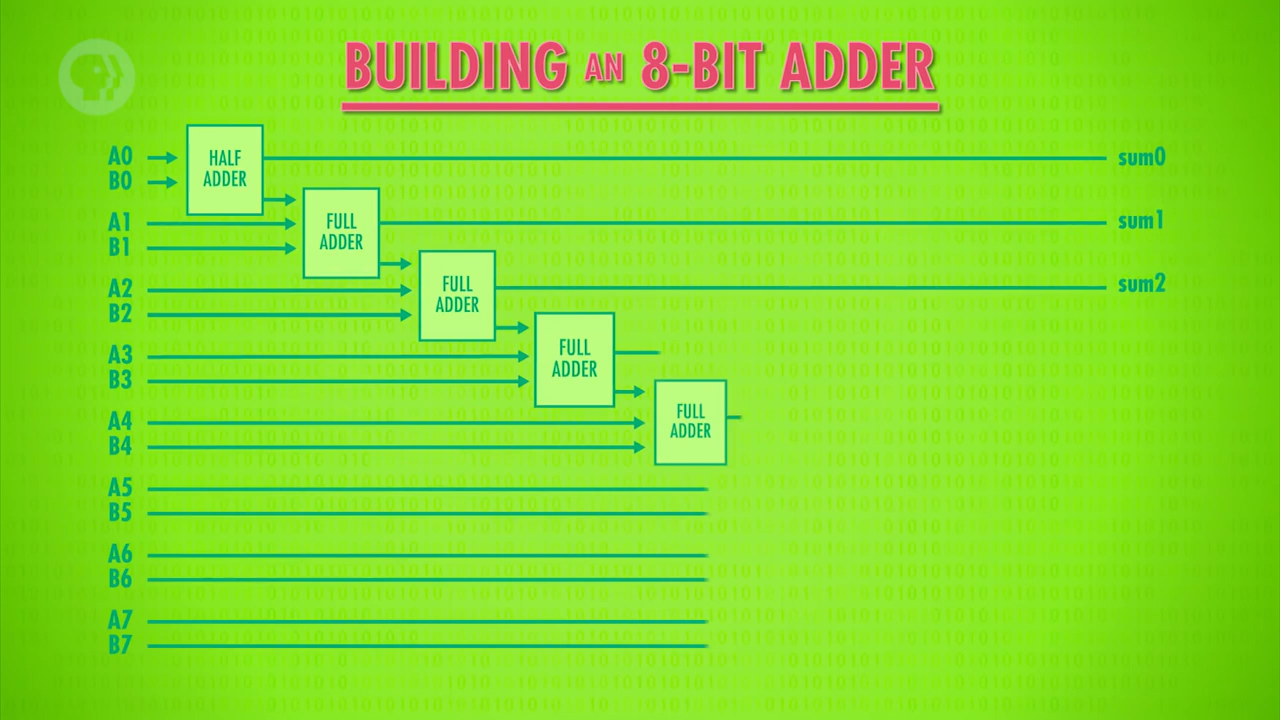 BUILDING AN 8-BIT ADDER
A0
B0
HALF
ADDER
sum0
A1
B1
FULL
ADDER
sum1
A2
B2
FULL
ADDER
sum2
A3
B3
FULL
ADDER
A4
B4
FULL
ADDER
A5
B5
A6
B6
A7
B7